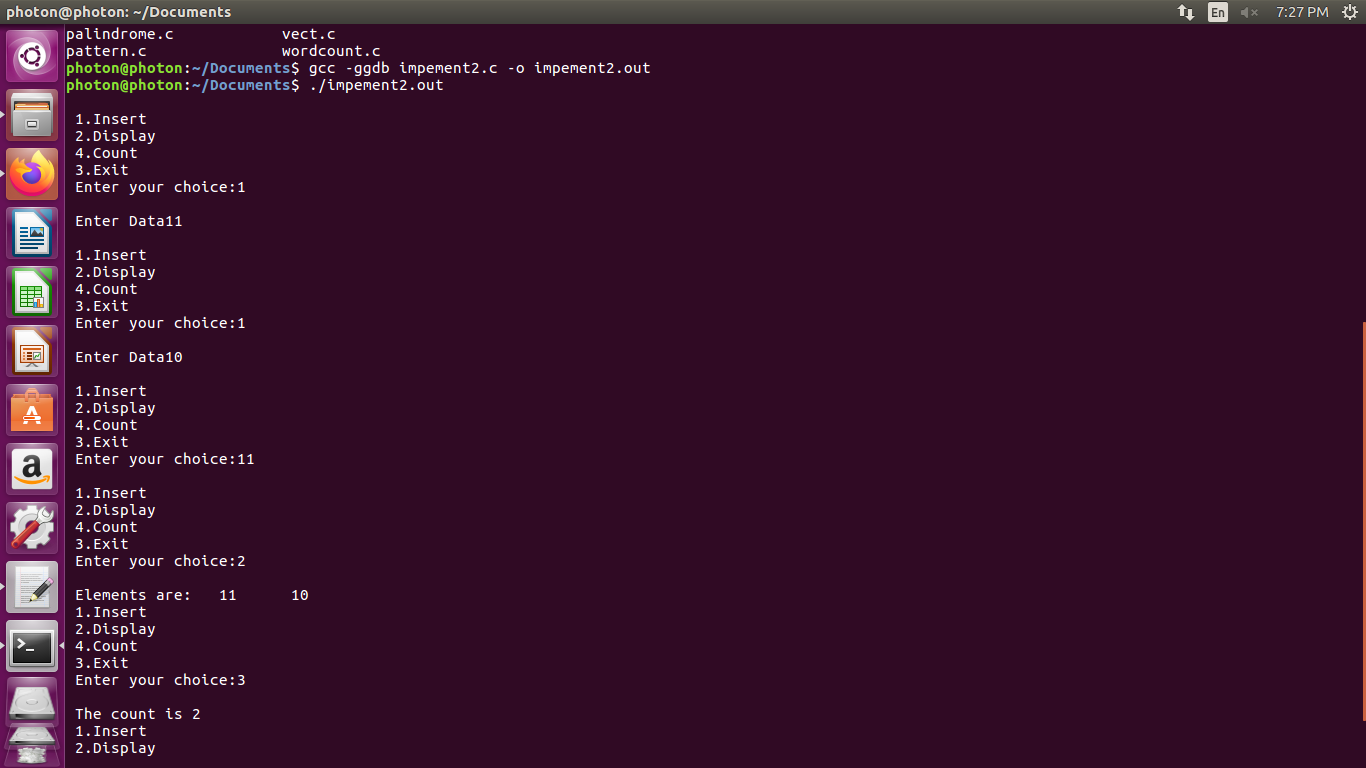 photon@photon: ~/Documents
En
7:27 PM
palindrome.c vect.c
pattern.c wordcount.c
photon@photon:~/Documents$ gcc -ggdb impement2.c -o impement2.out
photon@photon:~/Documents$ ./impement2.out
1.Insert
2.Display
4.Count
3.Exit
Enter your choice:1
Enter Data11
1.Insert
2.Display
4.Count
3.Exit
Enter your choice:1
Enter Data10
1.Insert
2.Display
4.Count
3.Exit
Enter your choice:11
1.Insert
2.Display
4.Count
3.Exit
Enter your choice:2
Elements are: 11 10
1.Insert
2.Display
4.Count
3.Exit
Enter your choice:3
The count is 2
1.Insert
2.Display